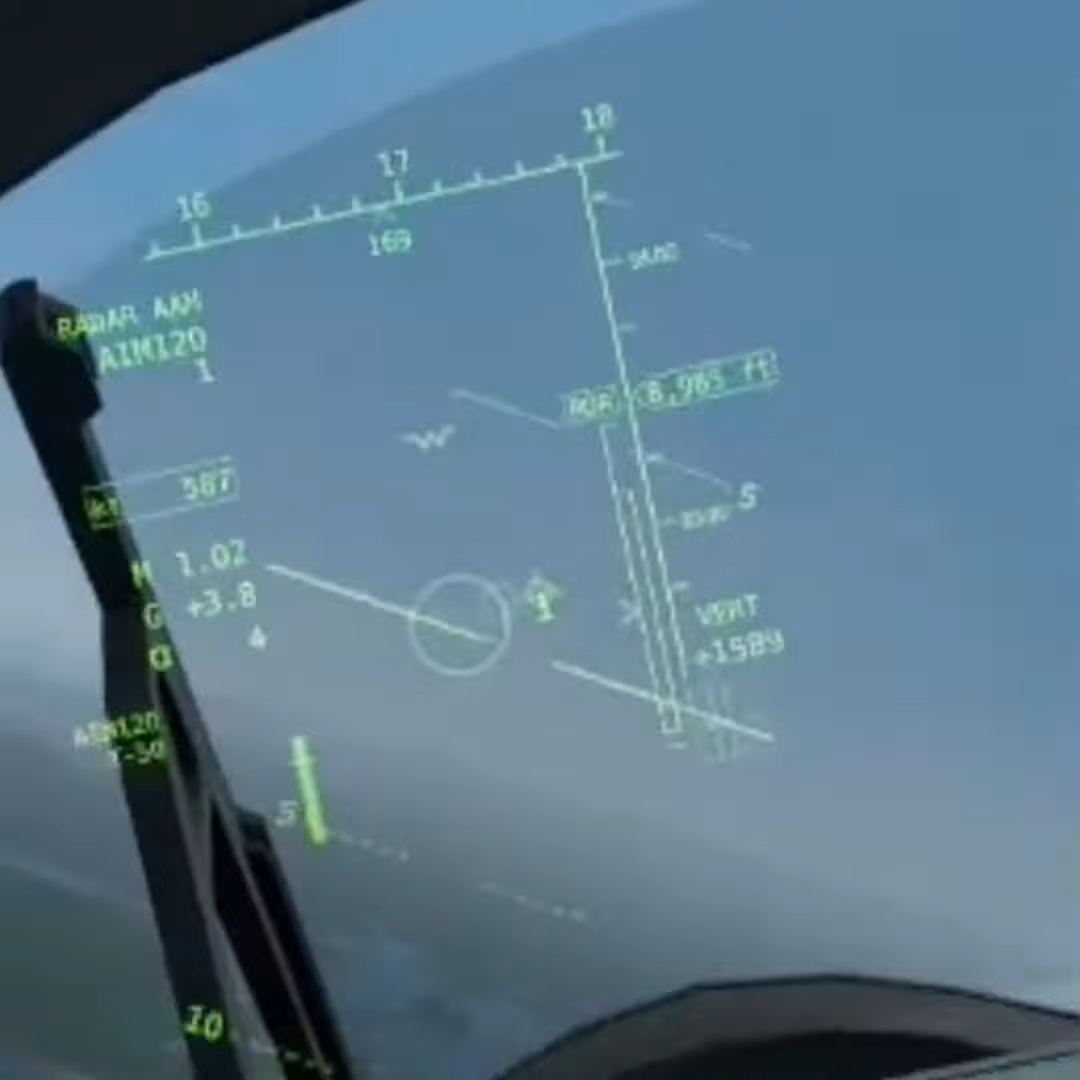 18
17
16
169
RADAR AAM
AIM120
1
8,965 ft
587
5
M 1.02
G +3.8
α 4
1
VERT
+1589
AIM120
5
10